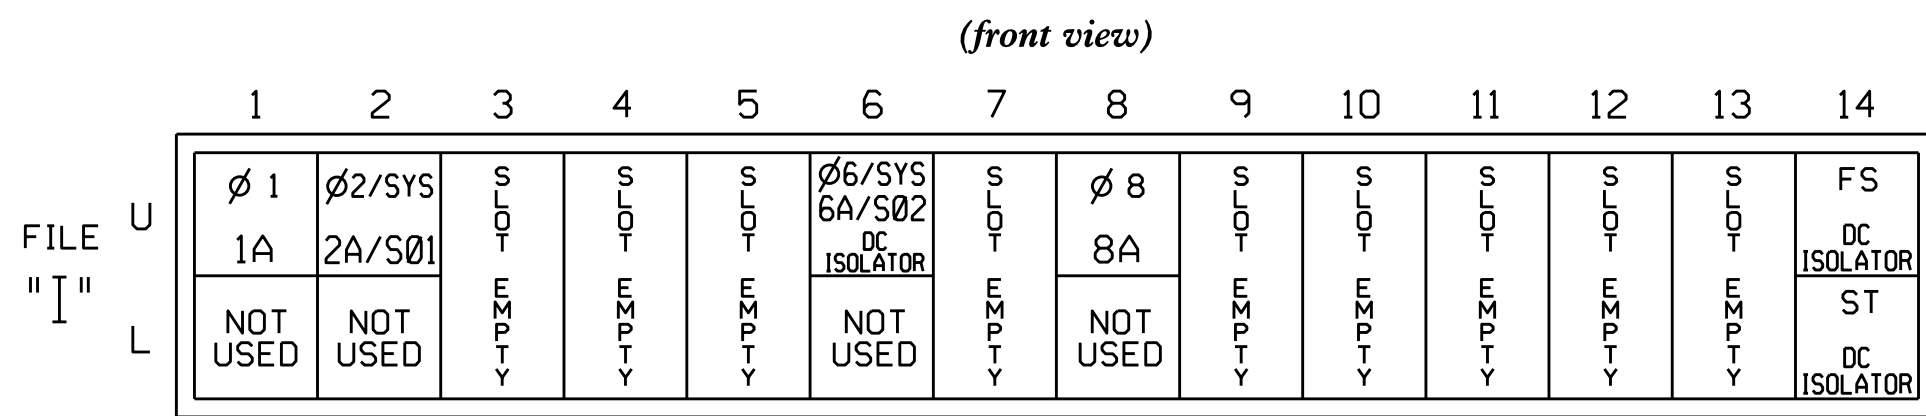 (front view)
1 2 3 4 5 6 7 8 9 10 11 12 13 14
FILE "I"
U
L
Ø 1
1A
NOT USED
Ø2/SYS
2A/SØ1
NOT USED
SLOT EMPTY
SLOT EMPTY
SLOT EMPTY
Ø6/SYS
6A/SØ2
DC
ISOLATOR
NOT USED
SLOT EMPTY
Ø 8
8A
NOT USED
SLOT EMPTY
SLOT EMPTY
SLOT EMPTY
SLOT EMPTY
SLOT EMPTY
FS
DC
ISOLATOR
ST
DC
ISOLATOR